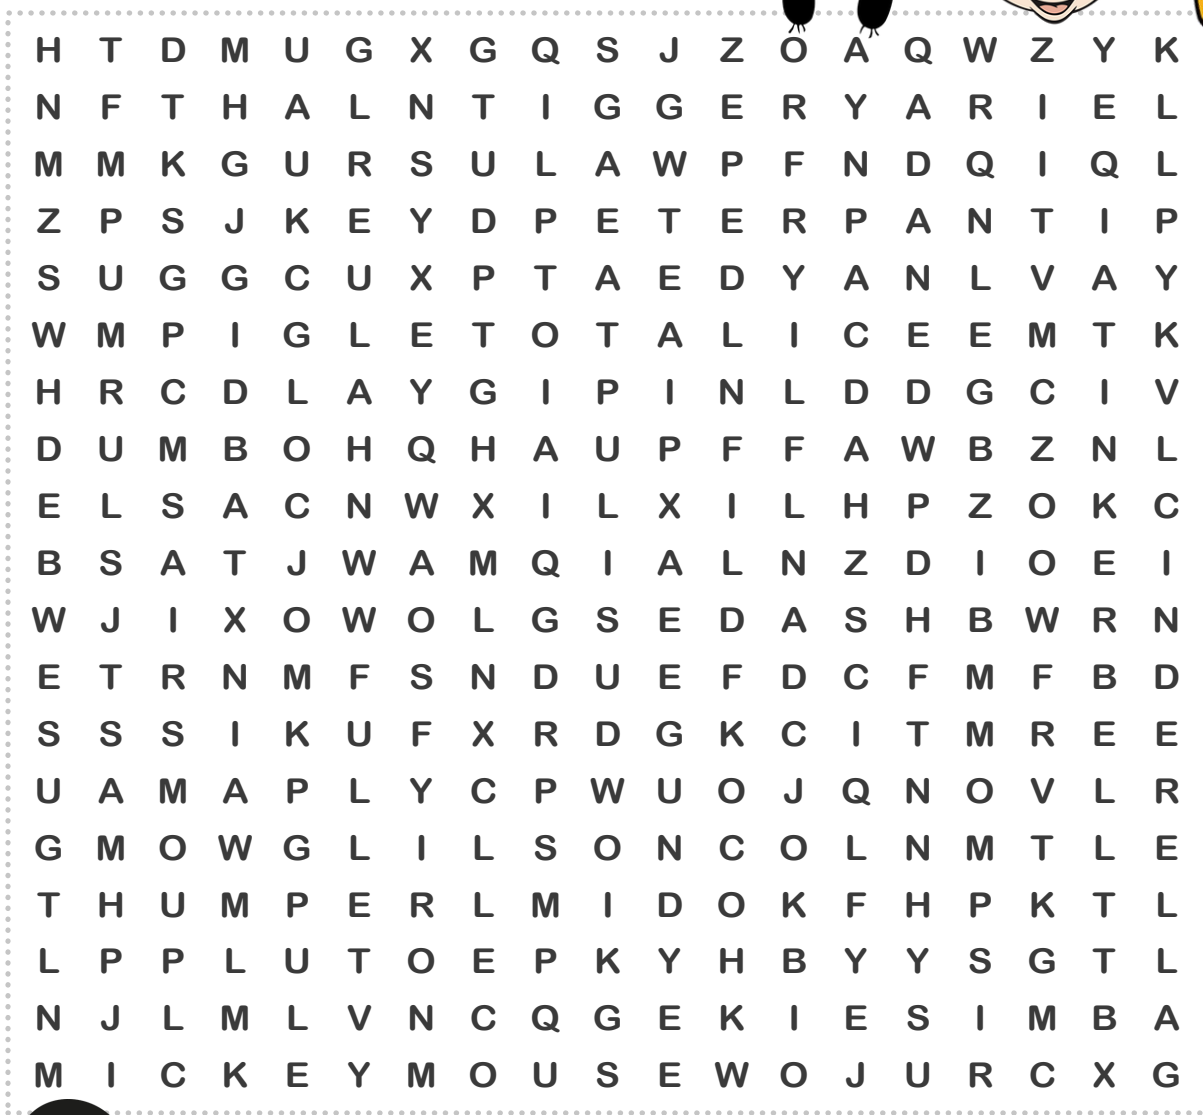 H T D M U G X G Q S J Z O A Q W Z Y K
N F T H A L N T I G G E R Y A R I E L
M M K G U R S U L A W P F N D Q I Q L
Z P S J K E Y D P E T E R P A N T I P
S U G G C U X P T A E D Y A N L V A Y
W M P I G L E T O T A L I C E E M T K
H R C D L A Y G I P I N L D D G C I V
D U M B O H Q H A U P F F A W B Z N L
E L S A C N W X I L X I L H P Z O K C
B S A T J W A M Q I A L N Z D I O E I
W J I X O W O L G S E D A S H B W R N
E T R N M F S N D U E F D C F M F B D
S S S I K U F X R D G K C I T M R E E
U A M A P L Y C P W U O J Q N O V L R
G M O W G L I L S O N C O L N M T L E
T H U M P E R L M I D O K F H P K T L
L P P L U T O E P K Y H B Y Y S G T L
N J L M L V N C Q G E K I E S I M B A
M I C K E Y M O U S E W O J U R C X G